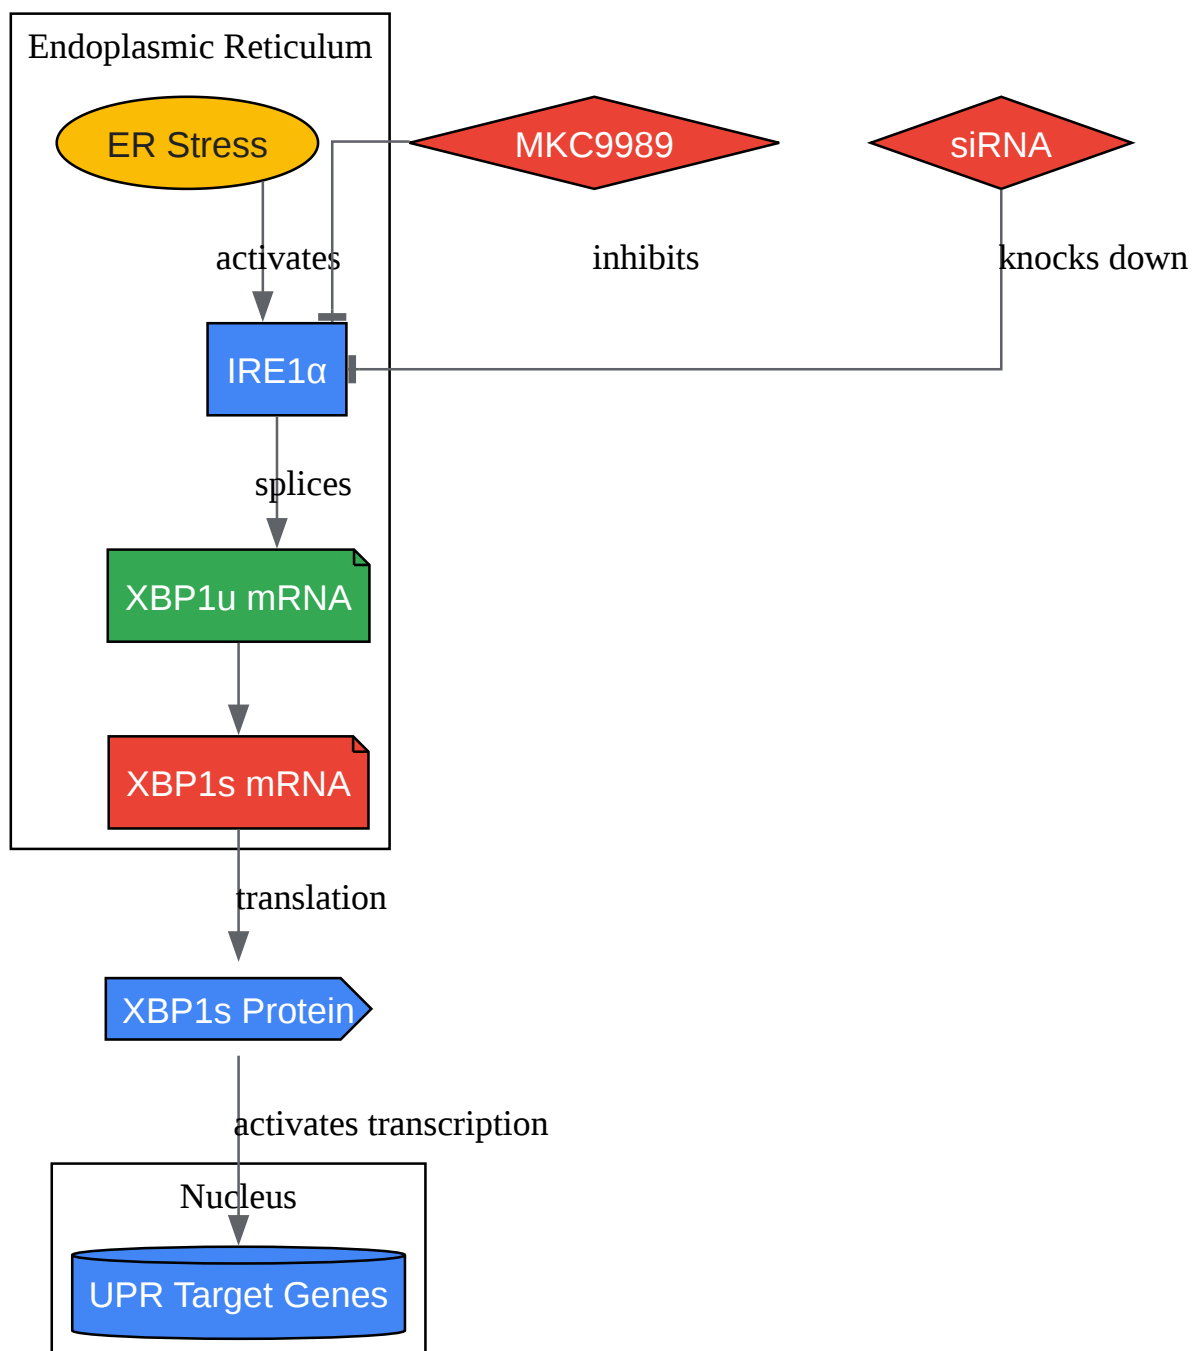 Endoplasmic Reticulum
ER Stress
MKC9989
siRNA
activates
inhibits
knocks down
IRE1α
splices
XBP1u mRNA
XBP1s mRNA
translation
XBP1s Protein
activates transcription
Nucleus
UPR Target Genes